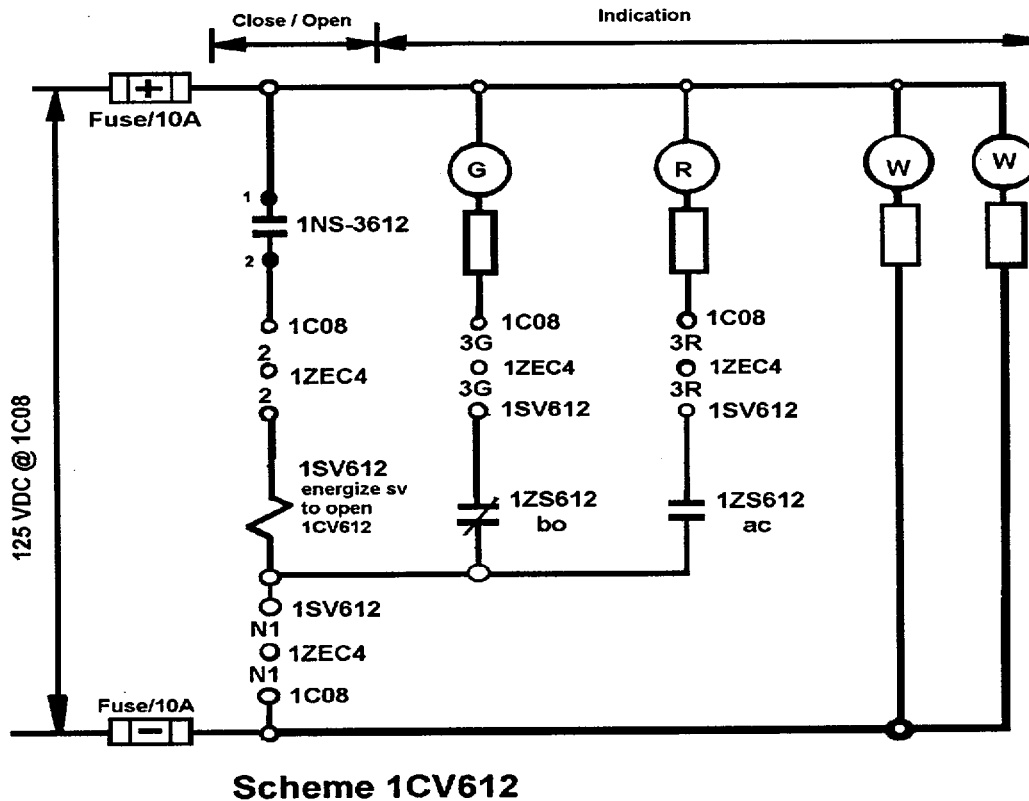 Close / Open
Indication
+
Fuse/10A
G
R
W
W
1
1NS-3612
2
1C08
1C08
1C08
2
3G
3R
1ZEC4
1ZEC4
1ZEC4
2
3G
3R
1SV612
1SV612
125 VDC @ 1C08
1SV612
energize sv
to open
1CV612
1ZS612
bo
1ZS612
ac
1SV612
N1
1ZEC4
N1
1C08
Fuse/10A
−
Scheme 1CV612